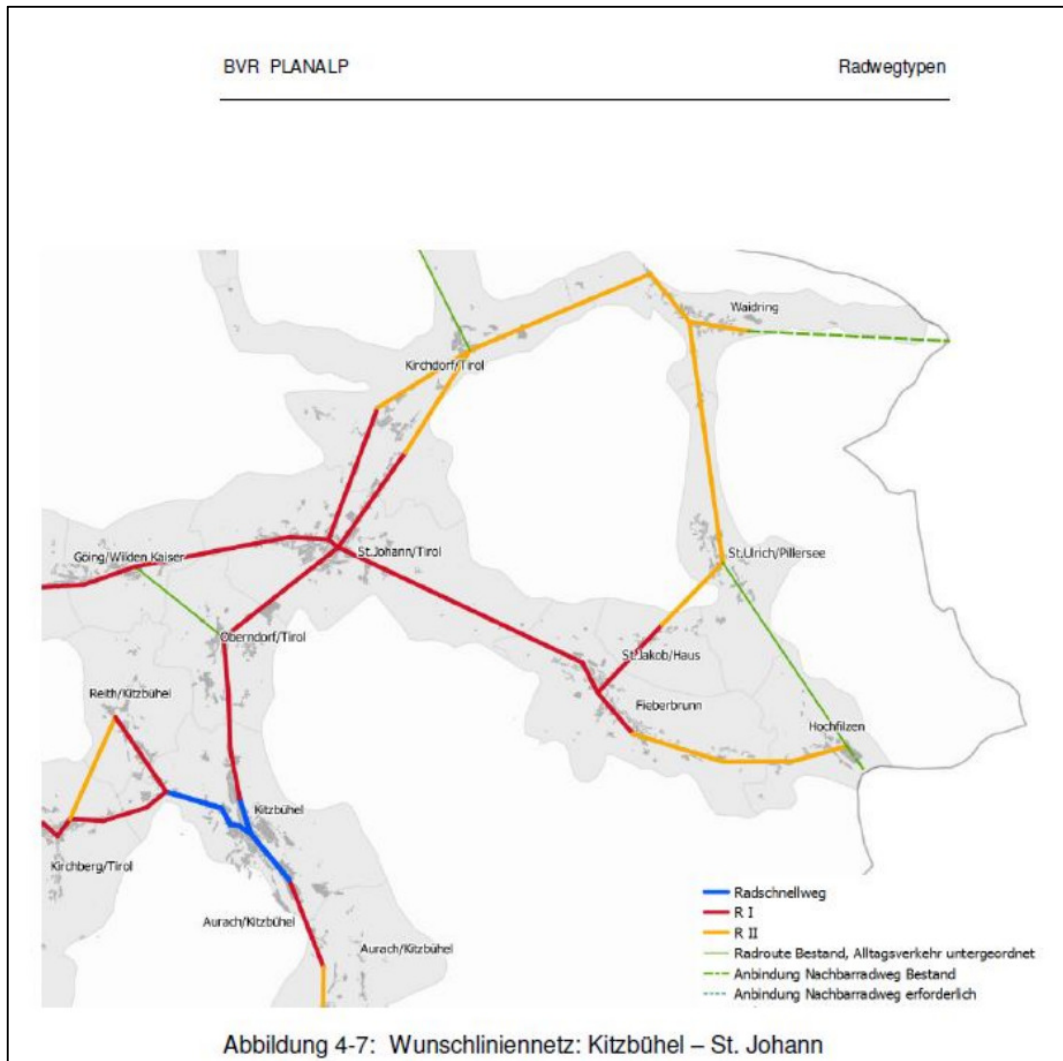 BVR PLANALP Radwegtypen
Waidring
Kirchdorf/Tirol
Göing/Wilden Kaiser
St.Johann/Tirol
St.Ulrich/Pillersee
Oberndorf/Tirol
St.Jakob/Haus
Reith/Kitzbühel
Fieberbrunn
Hochfilzen
Kitzbühel
Kirchberg/Tirol
Aurach/Kitzbühel
Aurach/Kitzbühel
Radschnellweg
R I
R II
Radroute Bestand, Alltagsverkehr untergeordnet
Anbindung Nachbarradweg Bestand
Anbindung Nachbarradweg erforderlich
Abbildung 4-7: Wunschliniennetz: Kitzbühel – St. Johann